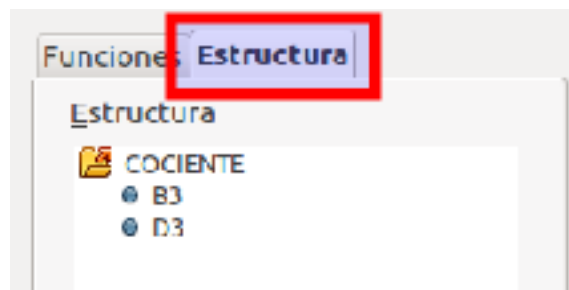 Funciones Estructura
Estructura
COCIENTE
B3
D3